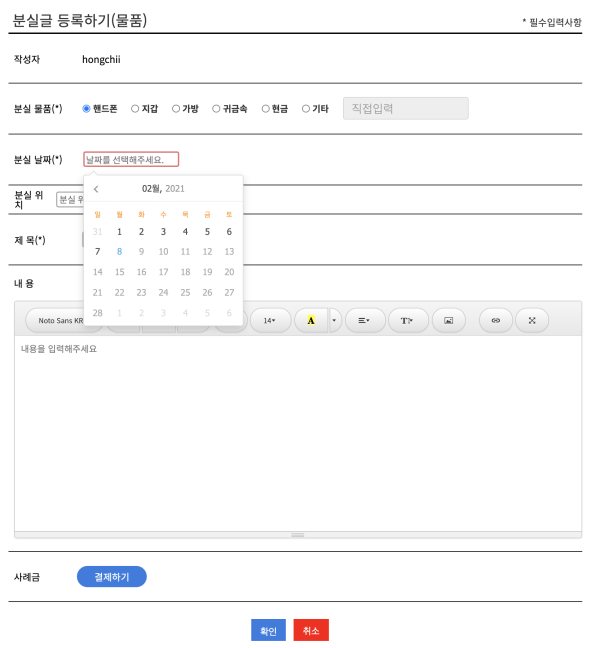 분실글 등록하기(물품)
* 필수입력사항
작성자 hongchii
분실 물품(*) 핸드폰 지갑 가방 귀금속 현금 기타 직접입력
분실 날짜(*) 날짜를 선택해주세요.
02월, 2021
일 월 화 수 목 금 토
31 1 2 3 4 5 6
7 8 9 10 11 12 13
14 15 16 17 18 19 20
21 22 23 24 25 26 27
28 1 2 3 4 5 6
분실 위
치
분실
제 목(*)
내 용
Noto Sans KR 14 A T
내용을 입력해주세요
사례금 결제하기
확인 취소